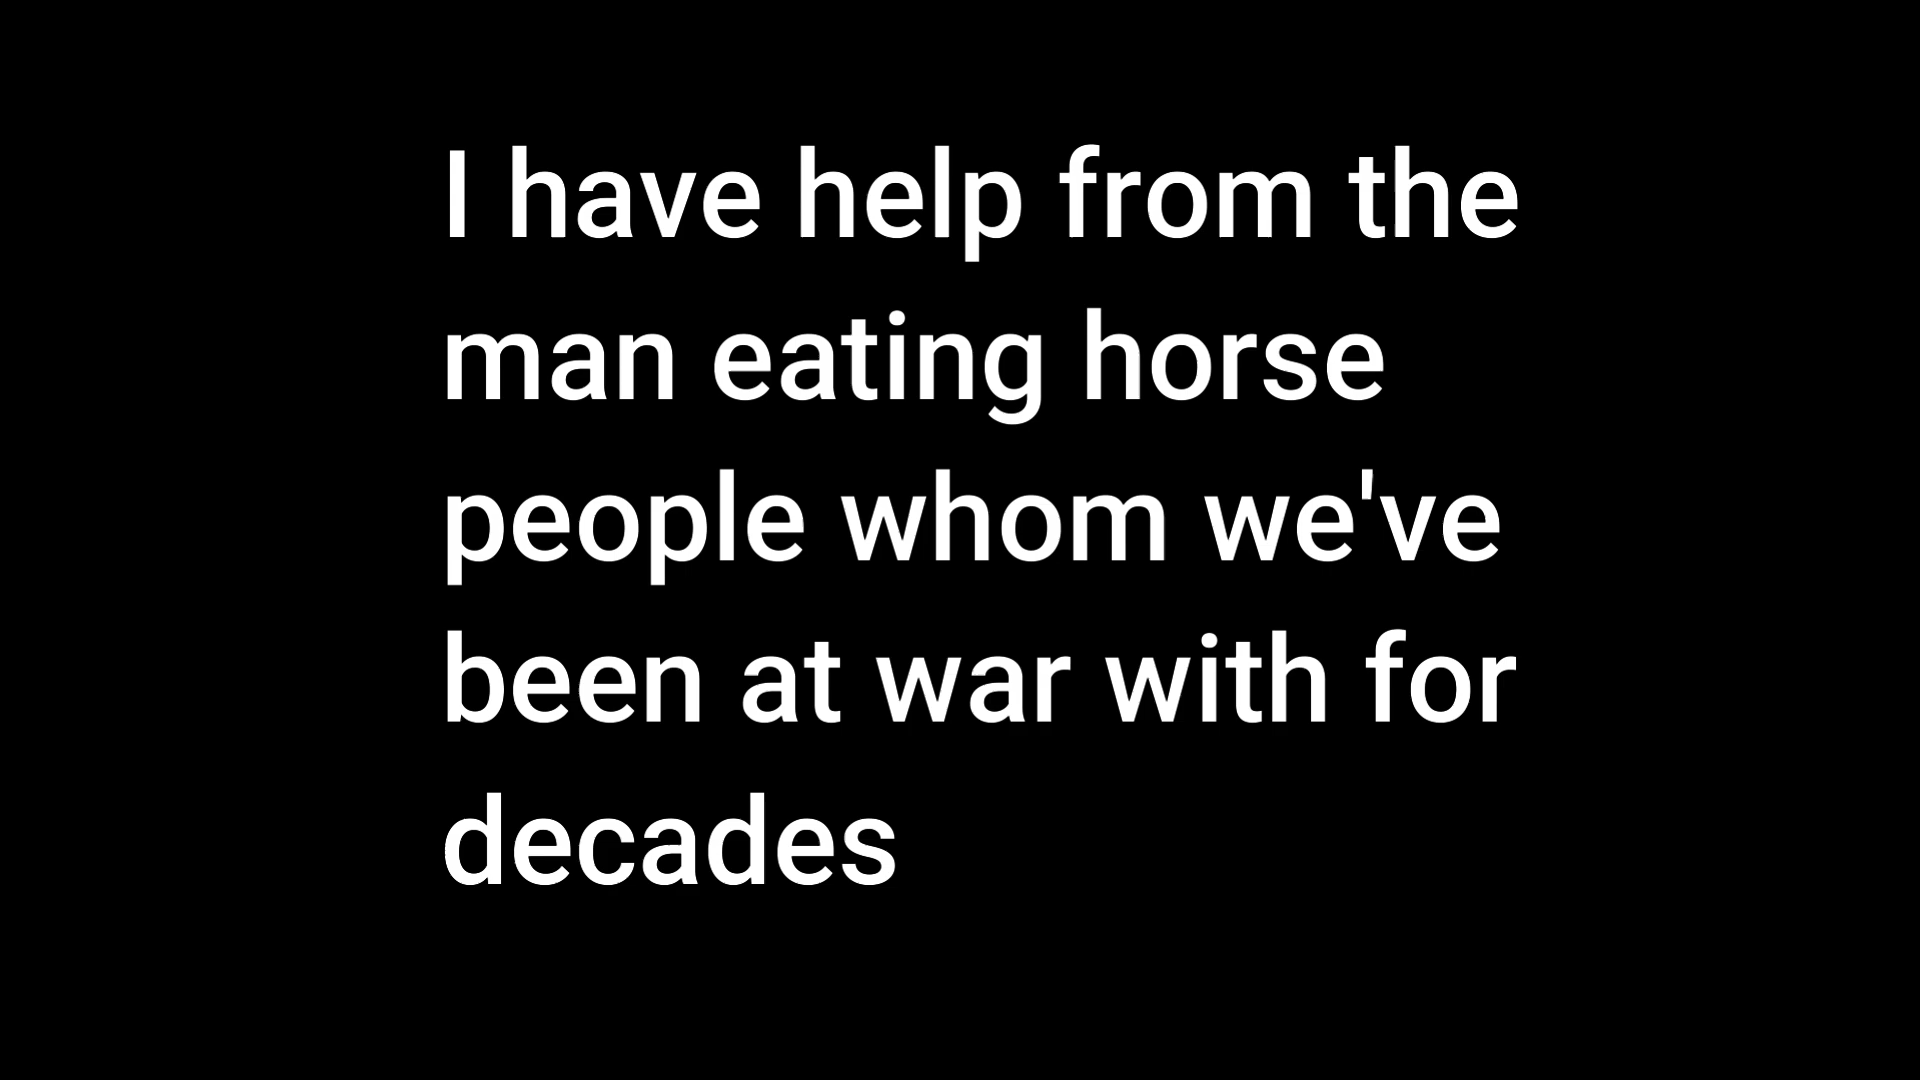 I have help from the
man eating horse
people whom we've
been at war with for
decades